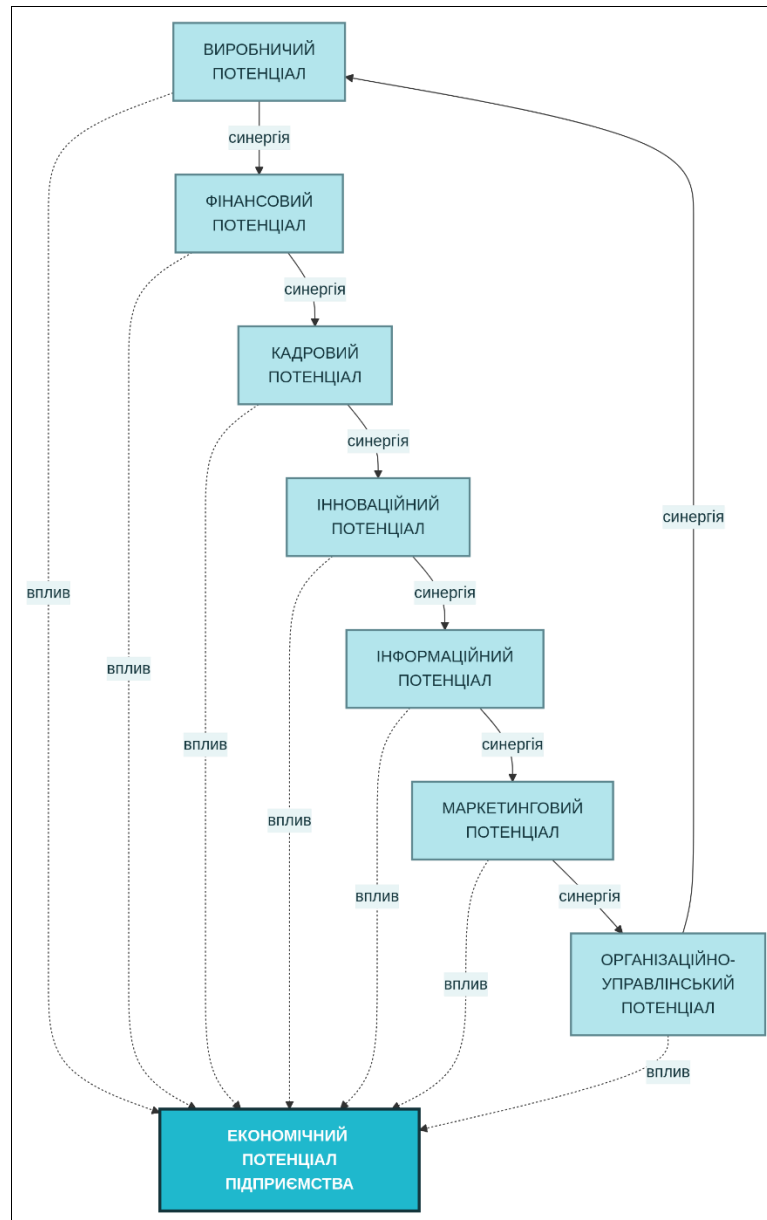 ВИРОБНИЧИЙ
ПОТЕНЦІАЛ
синергія
ФІНАНСОВИЙ
ПОТЕНЦІАЛ
синергія
КАДРОВИЙ
ПОТЕНЦІАЛ
синергія
ІННОВАЦІЙНИЙ
ПОТЕНЦІАЛ
синергія
вплив
синергія
ІНФОРМАЦІЙНИЙ
ПОТЕНЦІАЛ
вплив
вплив
синергія
МАРКЕТИНГОВИЙ
ПОТЕНЦІАЛ
вплив
вплив
синергія
ОРГАНІЗАЦІЙНО-
УПРАВЛІНСЬКИЙ
ПОТЕНЦІАЛ
вплив
вплив
ЕКОНОМІЧНИЙ
ПОТЕНЦІАЛ
ПІДПРИЄМСТВА